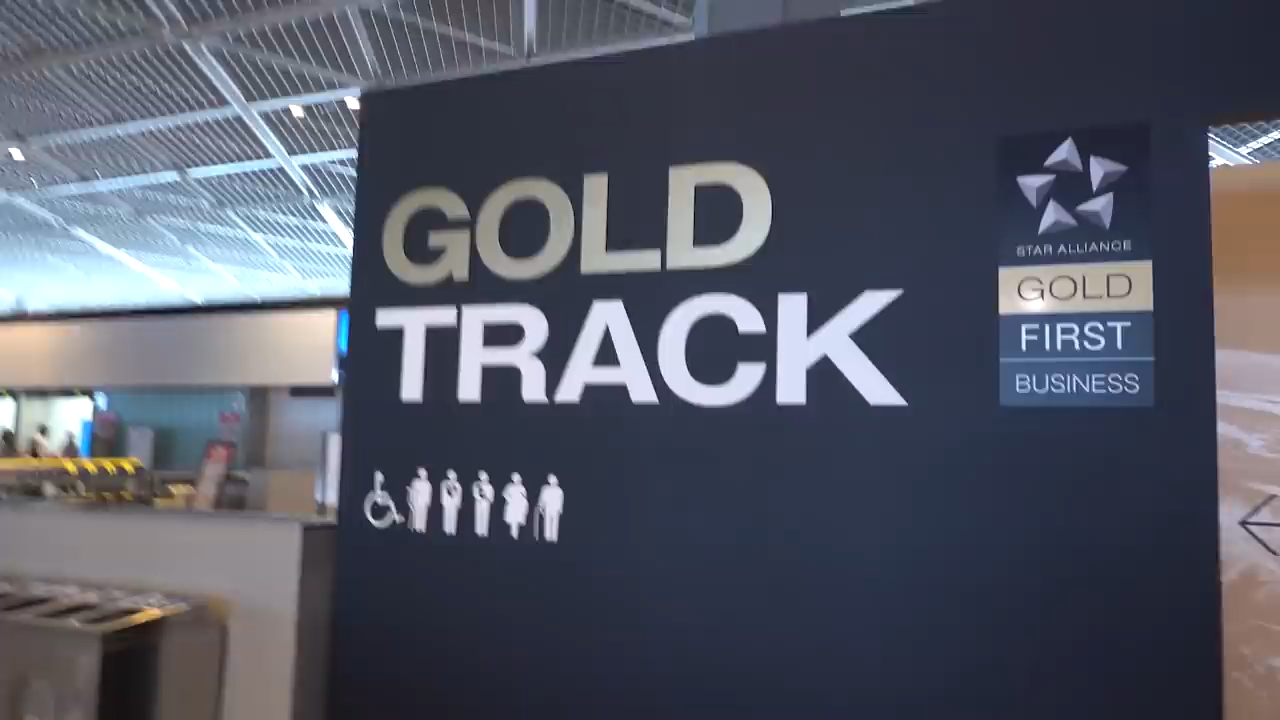 GOLD
TRACK
STAR ALLIANCE
GOLD
FIRST
BUSINESS